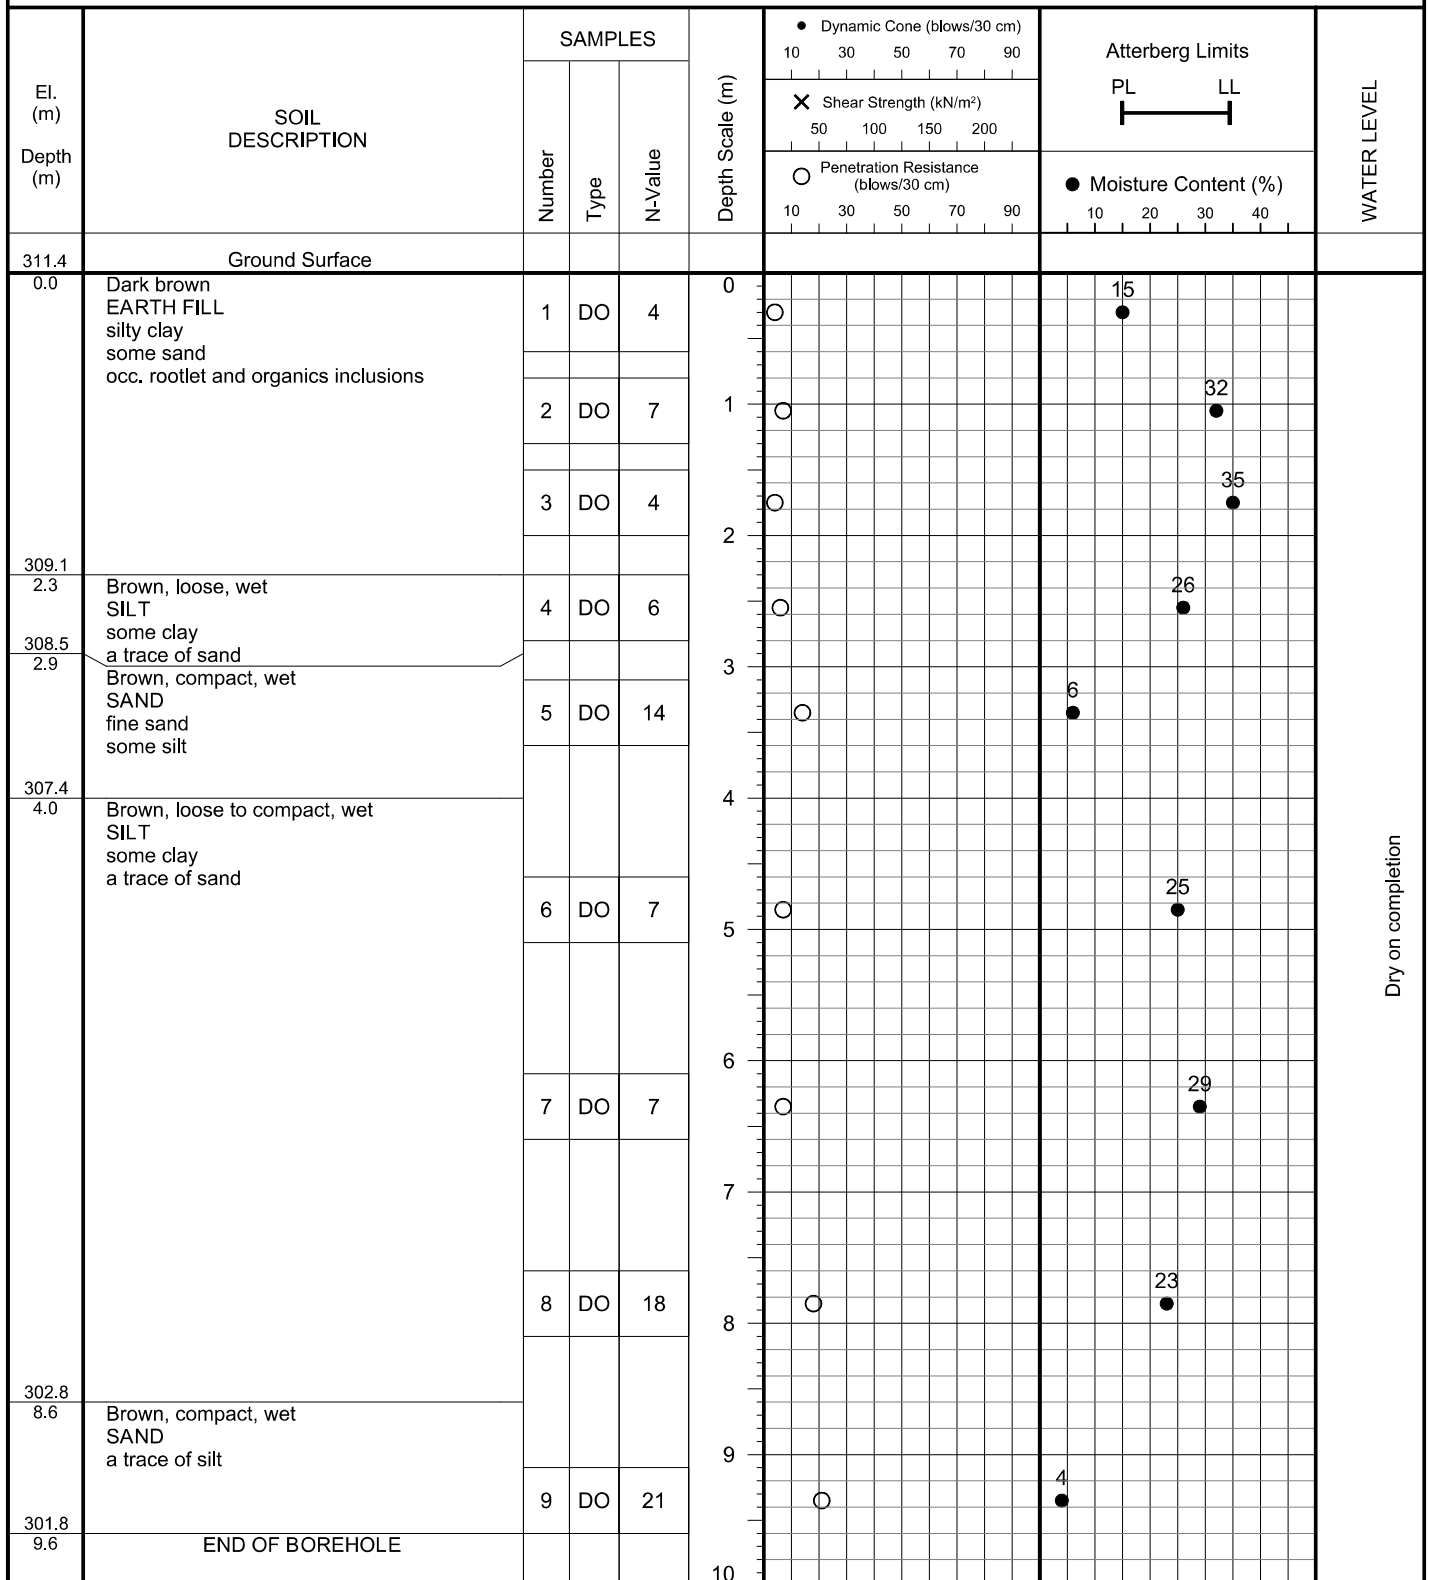 El.
(m)
Depth
(m)
SOIL
DESCRIPTION
SAMPLES
Number
Type
N-Value
Depth Scale (m)
● Dynamic Cone (blows/30 cm)
10 30 50 70 90
✕ Shear Strength (kN/m²)
50 100 150 200
○ Penetration Resistance
(blows/30 cm)
10 30 50 70 90
Atterberg Limits
PL LL
● Moisture Content (%)
10 20 30 40
WATER LEVEL
311.4 Ground Surface
0.0 Dark brown
EARTH FILL
silty clay
some sand
occ. rootlet and organics inclusions
1 DO 4
2 DO 7
3 DO 4
309.1
2.3 Brown, loose, wet
SILT
some clay
a trace of sand
4 DO 6
308.5
2.9 Brown, compact, wet
SAND
fine sand
some silt
5 DO 14
307.4
4.0 Brown, loose to compact, wet
SILT
some clay
a trace of sand
6 DO 7
7 DO 7
8 DO 18
302.8
8.6 Brown, compact, wet
SAND
a trace of silt
9 DO 21
301.8
9.6 END OF BOREHOLE
0
1
2
3
4
5
6
7
8
9
10
15
32
35
26
6
25
29
23
4
Dry on completion